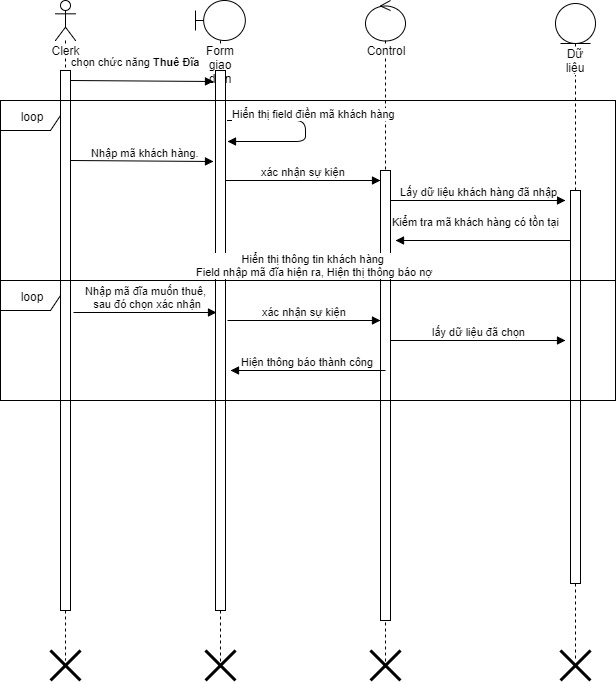 Clerk
Form
giao
diện
Control
Dữ
liệu
chọn chức năng Thuê Đĩa
loop
Hiển thị field điền mã khách hàng
Nhập mã khách hàng.
xác nhận sự kiện
Lấy dữ liệu khách hàng đã nhập
Kiểm tra mã khách hàng có tồn tại
Hiển thị thông tin khách hàng
Field nhập mã đĩa hiện ra, Hiện thị thông báo nợ
loop
Nhập mã đĩa muốn thuê,
sau đó chọn xác nhận
xác nhận sự kiện
lấy dữ liệu đã chọn
Hiện thông báo thành công